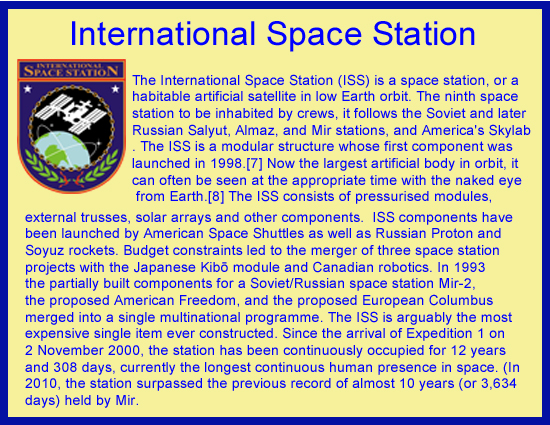 International Space Station
INTERNATIONAL
SPACE STATION
The International Space Station (ISS) is a space station, or a
habitable artificial satellite in low Earth orbit. The ninth space
station to be inhabited by crews, it follows the Soviet and later
Russian Salyut, Almaz, and Mir stations, and America's Skylab
. The ISS is a modular structure whose first component was
launched in 1998.[7] Now the largest artificial body in orbit, it
can often be seen at the appropriate time with the naked eye
from Earth.[8] The ISS consists of pressurised modules,
external trusses, solar arrays and other components.  ISS components have
been launched by American Space Shuttles as well as Russian Proton and
Soyuz rockets. Budget constraints led to the merger of three space station
projects with the Japanese Kibō module and Canadian robotics. In 1993
the partially built components for a Soviet/Russian space station Mir-2,
the proposed American Freedom, and the proposed European Columbus
merged into a single multinational programme. The ISS is arguably the most
expensive single item ever constructed. Since the arrival of Expedition 1 on
2 November 2000, the station has been continuously occupied for 12 years
and 308 days, currently the longest continuous human presence in space. (In
2010, the station surpassed the previous record of almost 10 years (or 3,634
days) held by Mir.